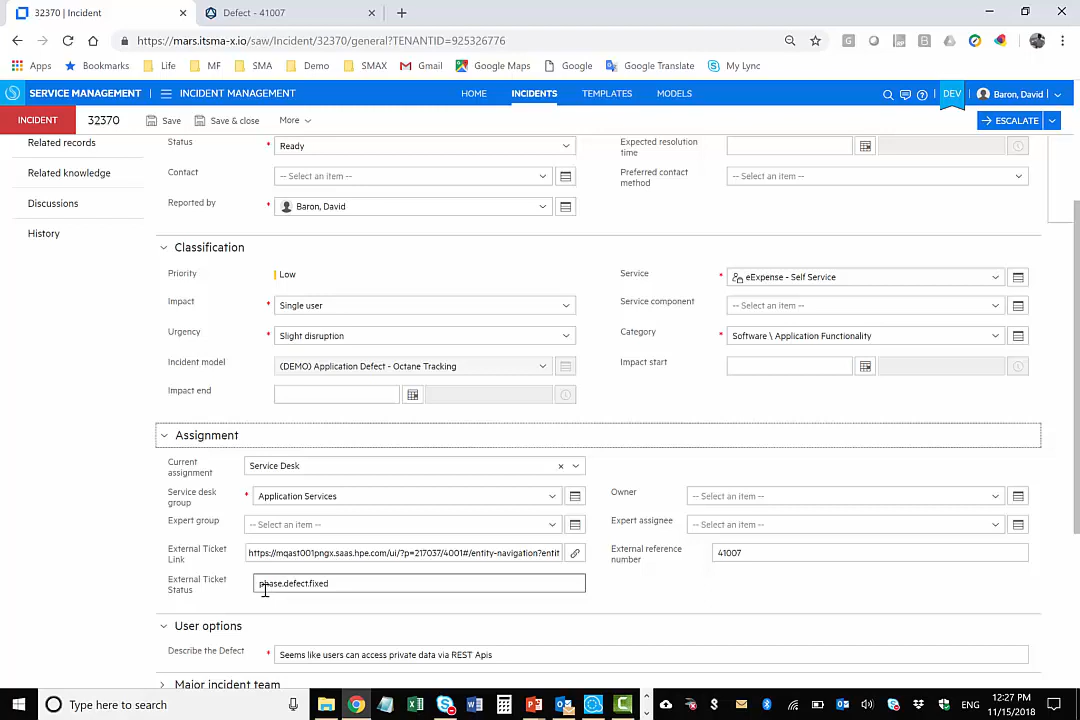 32370 | Incident
Defect - 41007
https://mars.itsma-x.io/saw/Incident/32370/general?TENANTID=925326776
Apps Bookmarks Life MF SMA Demo SMAX Gmail Google Maps Google Google Translate My Lync
SERVICE MANAGEMENT INCIDENT MANAGEMENT HOME INCIDENTS TEMPLATES MODELS DEV Baron, David
INCIDENT 32370 Save Save & close More ESCALATE
Related records
Related knowledge
Discussions
History
Status * Ready
Expected resolution
time
Contact -- Select an item --
Preferred contact
method -- Select an item --
Reported by * Baron, David
Classification
Priority Low
Service * eExpense - Self Service
Impact * Single user
Service component -- Select an item --
Urgency * Slight disruption
Category * Software \ Application Functionality
Incident model (DEMO) Application Defect - Octane Tracking
Impact start
Impact end
Assignment
Current
assignment Service Desk
Service desk
group * Application Services
Owner -- Select an item --
Expert group -- Select an item --
Expert assignee -- Select an item --
External Ticket
Link https://mqast001pngx.saas.hpe.com/ui/?p=217037/4001#/entity-navigation?entit
External reference
number 41007
External Ticket
Status phase.defect.fixed
User options
Describe the Defect * Seems like users can access private data via REST Apis
Major incident team
Type here to search
ENG
12:27 PM
11/15/2018